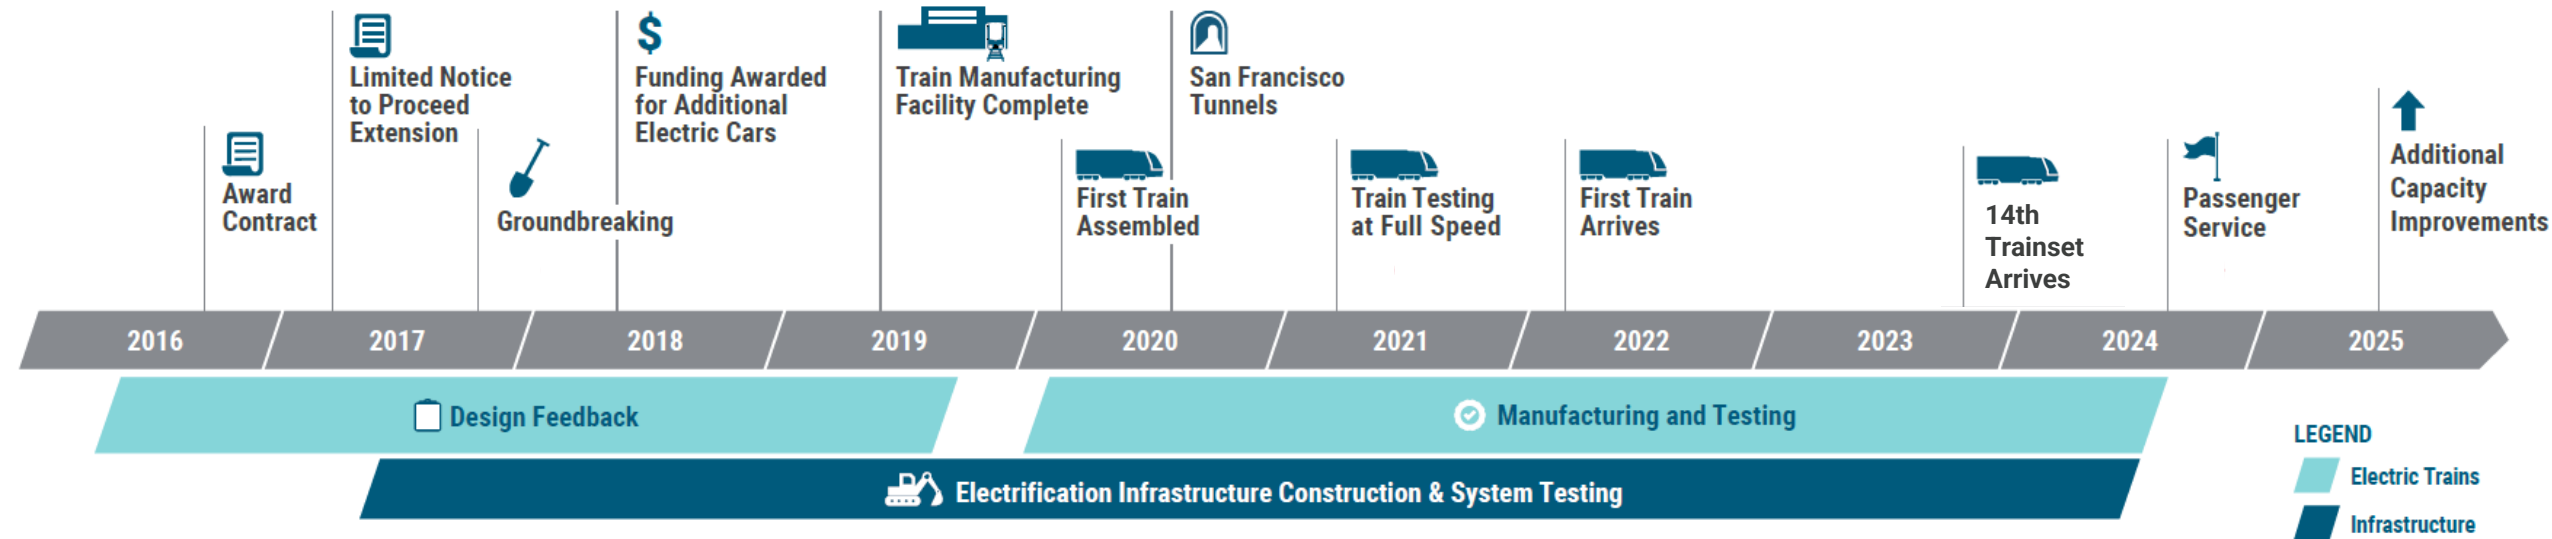 Limited Notice
to Proceed
Extension
Funding Awarded
for Additional
Electric Cars
Train Manufacturing
Facility Complete
San Francisco
Tunnels
Award
Contract
Groundbreaking
First Train
Assembled
Train Testing
at Full Speed
First Train
Arrives
14th
Trainset
Arrives
Passenger
Service
Additional
Capacity
Improvements
2016
2017
2018
2019
2020
2021
2022
2023
2024
2025
Design Feedback
Manufacturing and Testing
Electrification Infrastructure Construction & System Testing
LEGEND
Electric Trains
Infrastructure